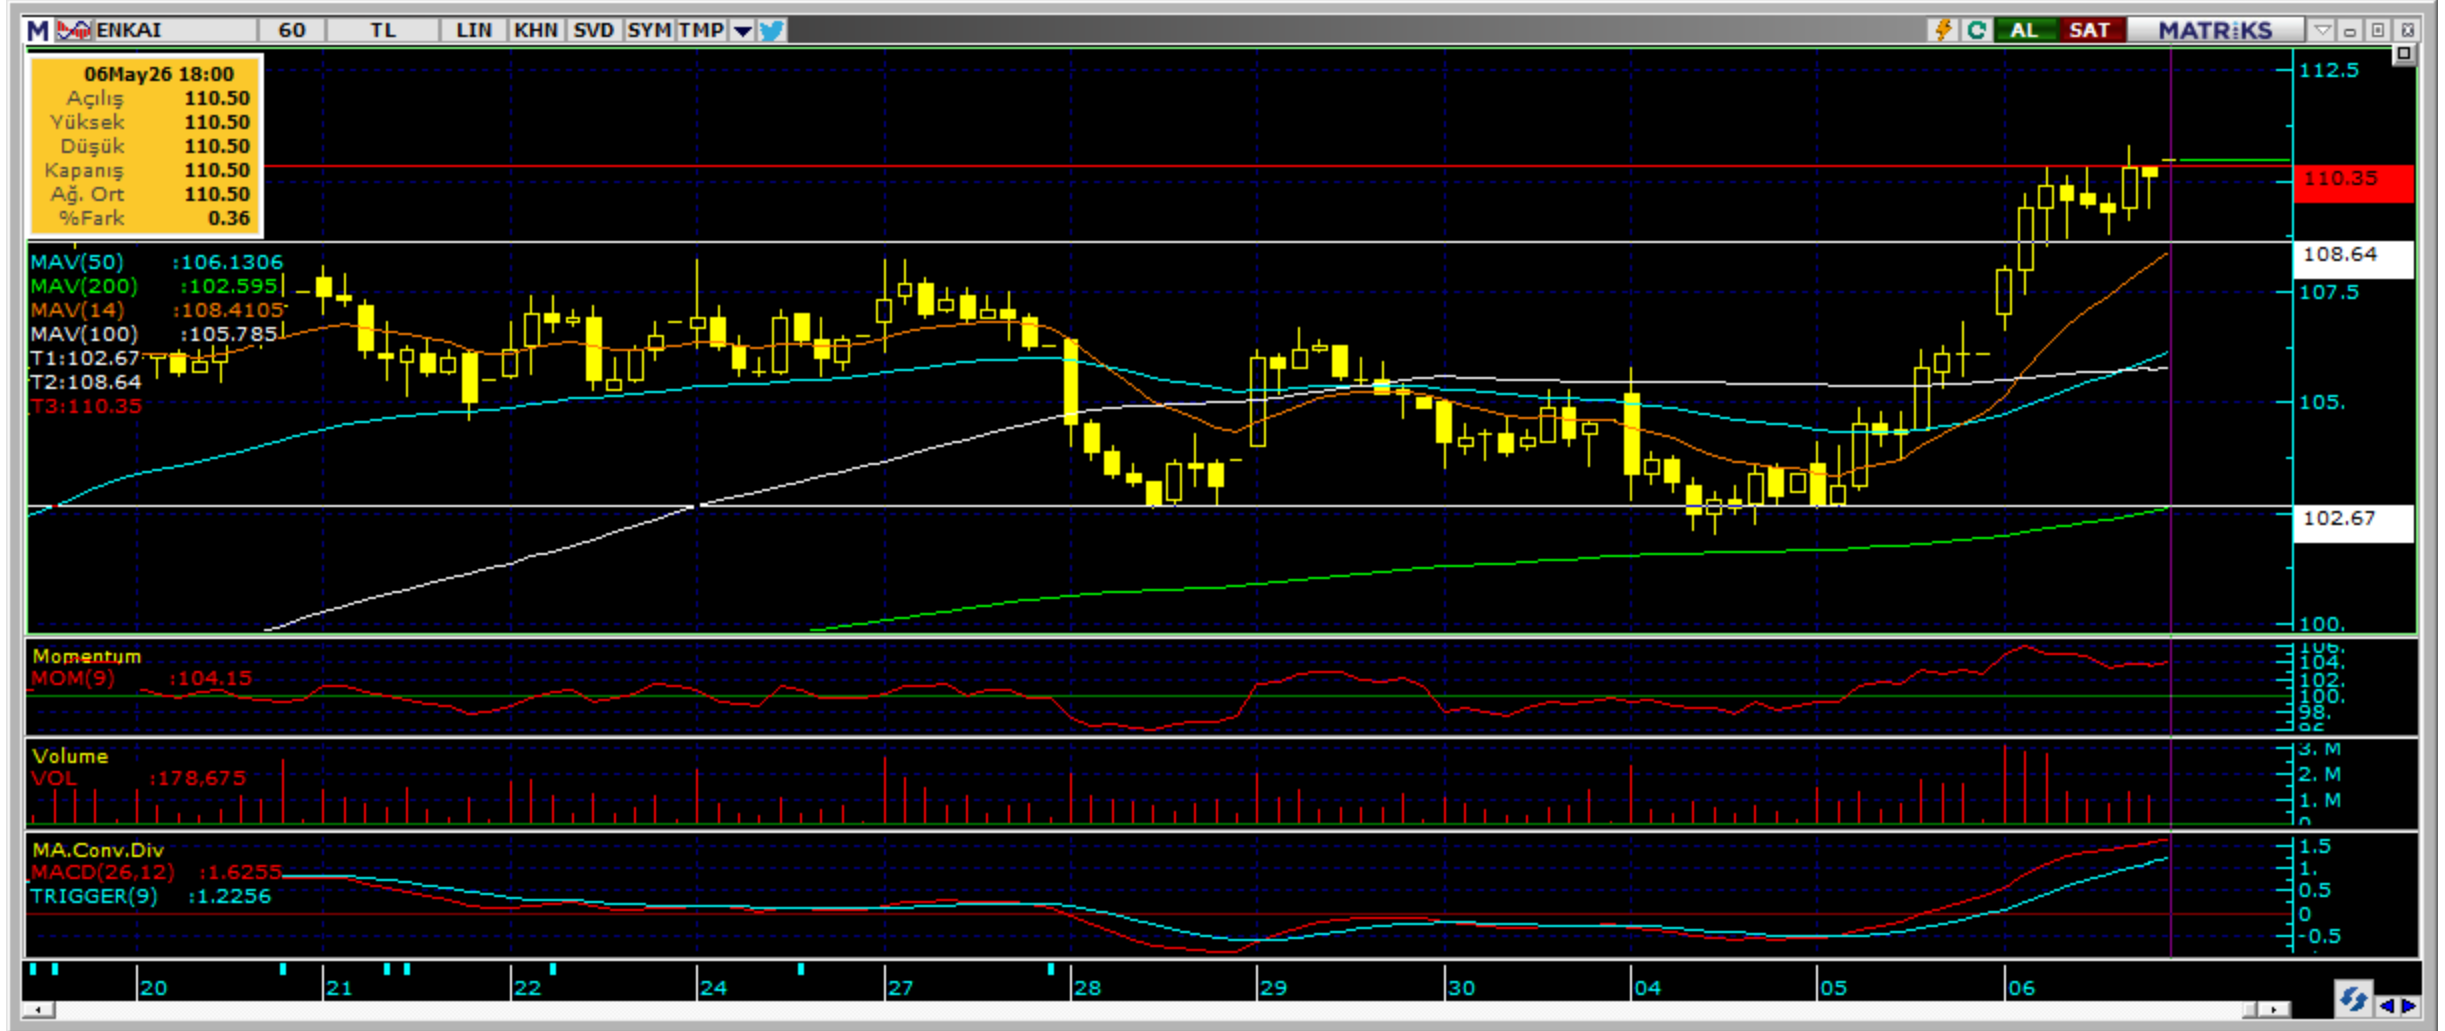 M ENKAI 60 TL LIN KHN SVD SYM TMP AL SAT MATRİKS
06May26 18:00
Açılış 110.50
Yüksek 110.50
Düşük 110.50
Kapanış 110.50
Ağ. Ort 110.50
%Fark 0.36
MAV(50) :106.1306
MAV(200) :102.595
MAV(14) :108.4105
MAV(100) :105.785
T1:102.67
T2:108.64
T3:110.35
112.5
110.35
108.64
107.5
105.
102.67
100.
Momentum
MOM(9) :104.15
106.
104.
102.
100.
98.
Volume
VOL :178,675
3. M
2. M
1. M
0
MA.Conv.Div
MACD(26,12) :1.6255
TRIGGER(9) :1.2256
1.5
1.
0.5
0
-0.5
20 21 22 24 27 28 29 30 04 05 06